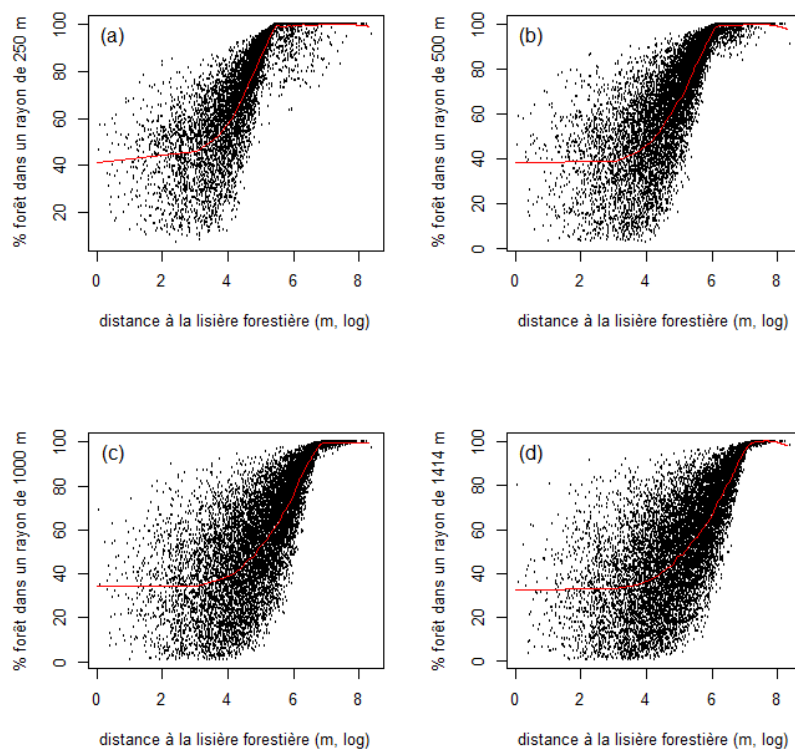 (a)
% forêt dans un rayon de 250 m
100
80
60
40
20
0 2 4 6 8
distance à la lisière forestière (m, log)
(b)
% forêt dans un rayon de 500 m
100
80
60
40
20
0
0 2 4 6 8
distance à la lisière forestière (m, log)
(c)
% forêt dans un rayon de 1000 m
100
80
60
40
20
0
0 2 4 6 8
distance à la lisière forestière (m, log)
(d)
% forêt dans un rayon de 1414 m
100
80
60
40
20
0
0 2 4 6 8
distance à la lisière forestière (m, log)